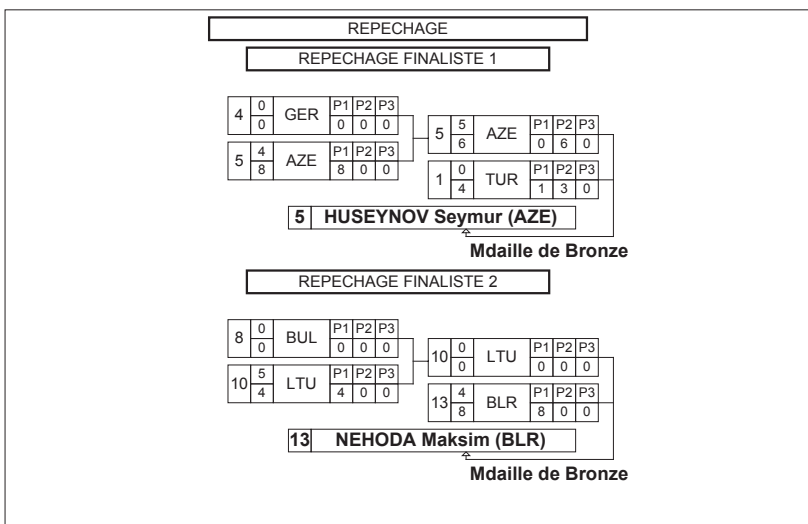 REPECHAGE
REPECHAGE FINALISTE 1
4 0 0 GER P1 P2 P3 0 0 0
5 4 8 AZE P1 P2 P3 8 0 0
5 5 6 AZE P1 P2 P3 0 6 0
1 0 4 TUR P1 P2 P3 1 3 0
5 HUSEYNOV Seymur (AZE)
Mdaille de Bronze
REPECHAGE FINALISTE 2
8 0 0 BUL P1 P2 P3 0 0 0
10 5 4 LTU P1 P2 P3 4 0 0
10 0 0 LTU P1 P2 P3 0 0 0
13 4 8 BLR P1 P2 P3 8 0 0
13 NEHODA Maksim (BLR)
Mdaille de Bronze